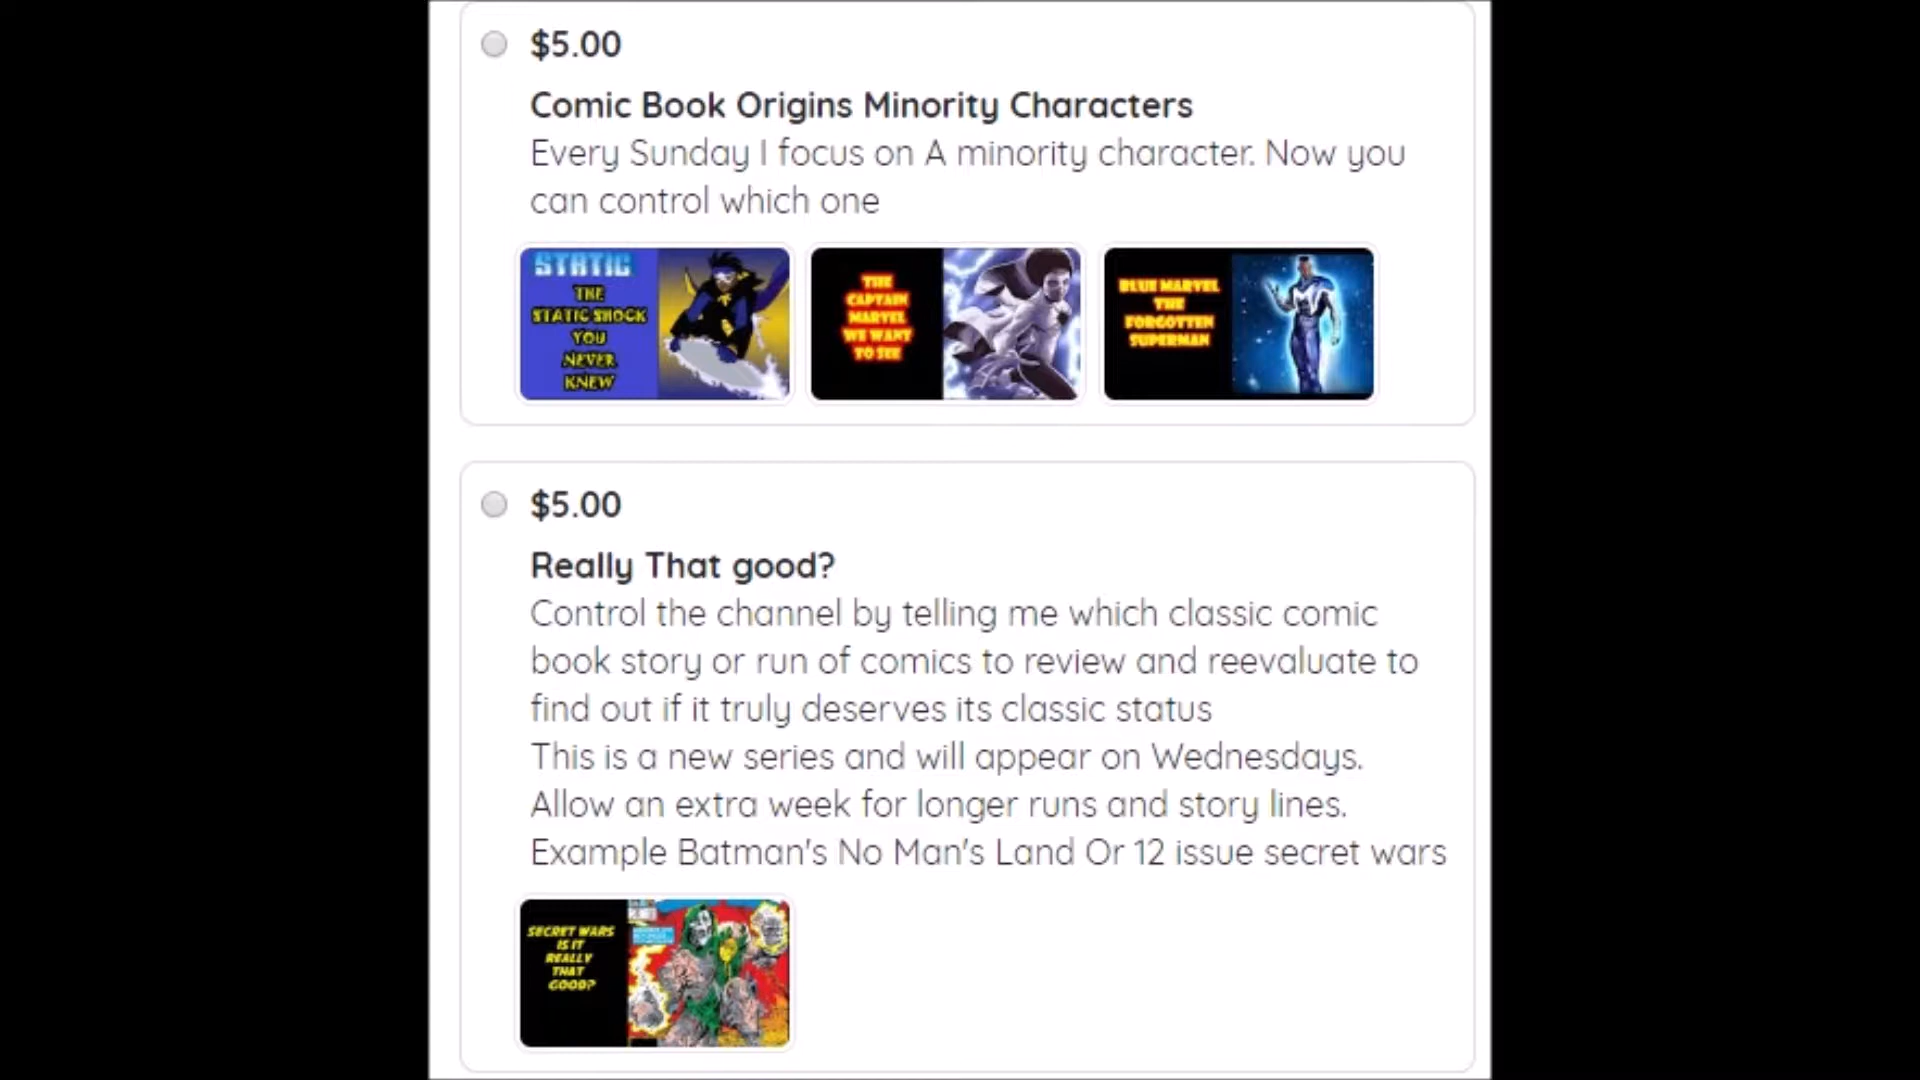 $5.00
Comic Book Origins Minority Characters
Every Sunday I focus on A minority character. Now you
can control which one
STATIC
THE
STATIC SHOCK
YOU
NEVER
KNEW
THE
CAPTAIN
MARVEL
WE WANT
TO SEE
BLUE MARVEL
THE
FORGOTTEN
SUPERMAN
$5.00
Really That good?
Control the channel by telling me which classic comic
book story or run of comics to review and reevaluate to
find out if it truly deserves its classic status
This is a new series and will appear on Wednesdays.
Allow an extra week for longer runs and story lines.
Example Batman's No Man's Land Or 12 issue secret wars
SECRET WARS
IS IT
REALLY
THAT
GOOD?